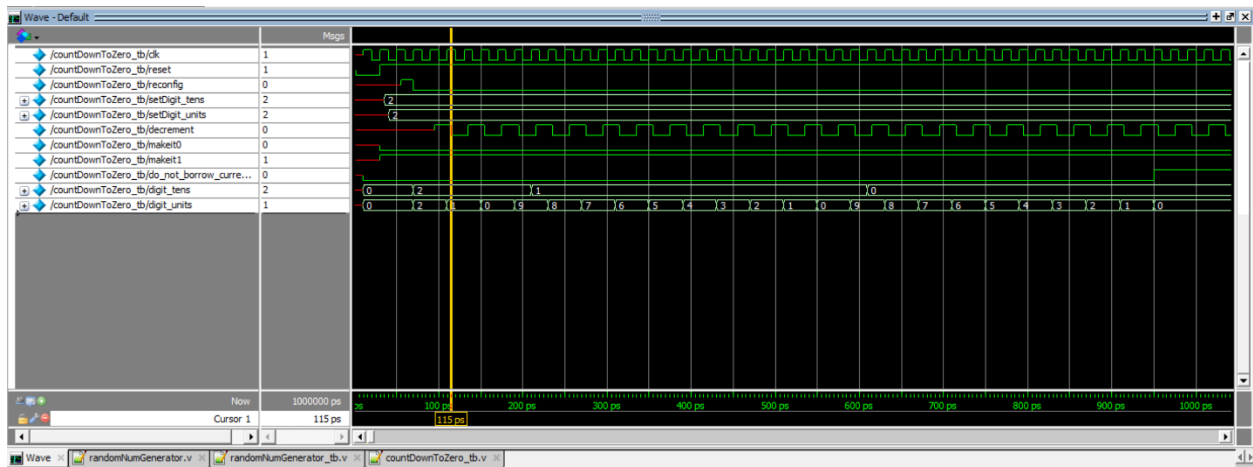 Wave - Default
Msgs
/countDownToZero_tb/clk 1
/countDownToZero_tb/reset 1
/countDownToZero_tb/reconfig 0
/countDownToZero_tb/setDigit_tens 2 2
/countDownToZero_tb/setDigit_units 2 2
/countDownToZero_tb/decrement 0
/countDownToZero_tb/makeit0 0
/countDownToZero_tb/makeit1 1
/countDownToZero_tb/do_not_borrow_curre... 0
/countDownToZero_tb/digit_tens 2 0 2 1 0
/countDownToZero_tb/digit_units 1 0 2 1 0 9 8 7 6 5 4 3 2 1 0 9 8 7 6 5 4 3 2 1 0
Now 1000000 ps ps 100 ps 200 ps 300 ps 400 ps 500 ps 600 ps 700 ps 800 ps 900 ps 1000 ps
Cursor 1 115 ps 115 ps
Wave randomNumGenerator.v randomNumGenerator_tb.v countDownToZero_tb.v